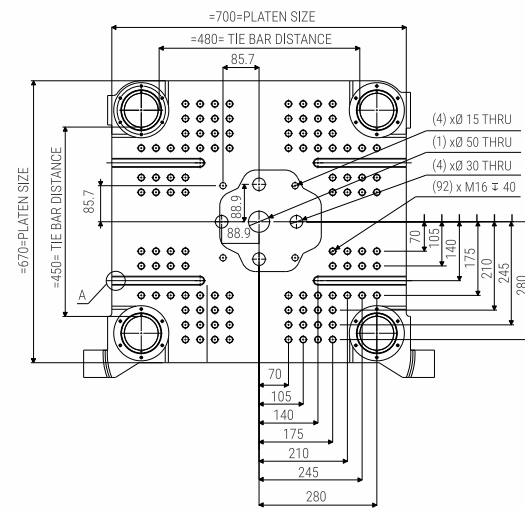 =700=PLATEN SIZE
=480= TIE BAR DISTANCE
85.7
(4) xØ 15 THRU
(1) xØ 50 THRU
(4) xØ 30 THRU
(92) x M16 ↧ 40
=670=PLATEN SIZE
=450= TIE BAR DISTANCE
85.7
88.9
88.9
A
70
105
140
175
210
245
280
70
105
140
175
210
245
280